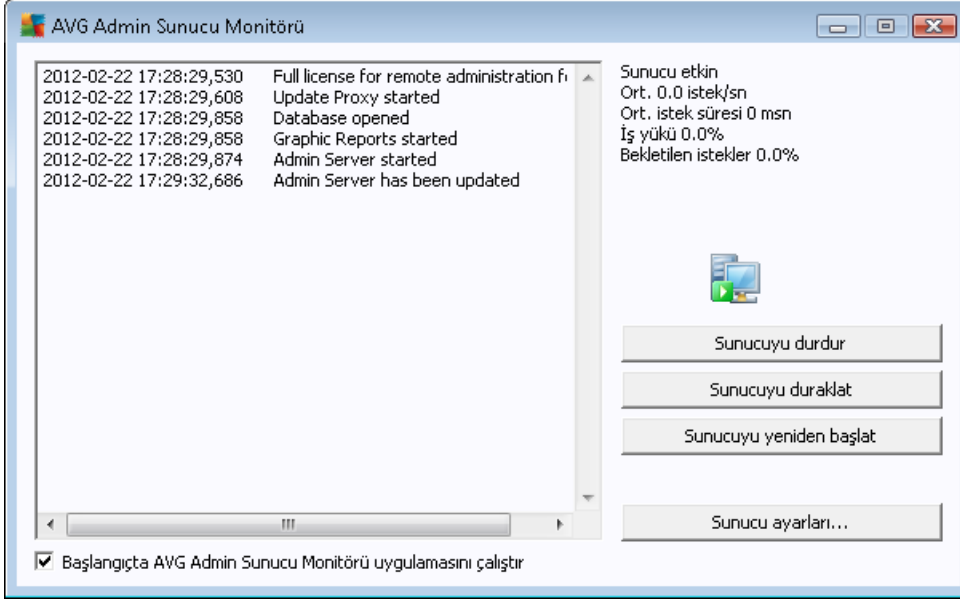 AVG Admin Sunucu Monitörü
2012-02-22 17:28:29,530 Full license for remote administration
2012-02-22 17:28:29,608 Update Proxy started
2012-02-22 17:28:29,858 Database opened
2012-02-22 17:28:29,858 Graphic Reports started
2012-02-22 17:28:29,874 Admin Server started
2012-02-22 17:29:32,686 Admin Server has been updated
Sunucu etkin
Ort. 0.0 istek/sn
Ort. istek süresi 0 msn
İş yükü 0.0%
Bekletilen istekler 0.0%
Sunucuyu durdur
Sunucuyu duraklat
Sunucuyu yeniden başlat
Sunucu ayarları...
Başlangıçta AVG Admin Sunucu Monitörü uygulamasını çalıştır